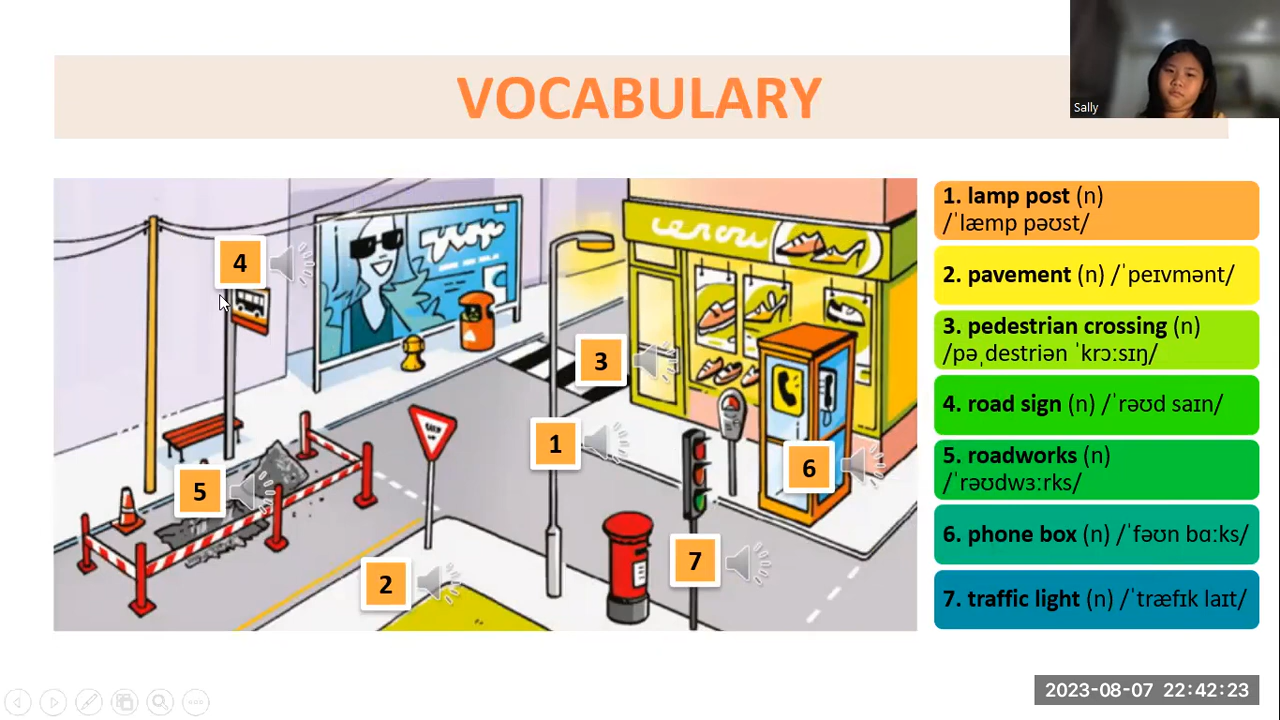 VOCABULARY
Sally
4
3
1
6
5
7
2
1. lamp post (n)
/ˈlæmp pəʊst/
2. pavement (n) /ˈpeɪvmənt/
3. pedestrian crossing (n)
/pəˌdestriən ˈkrɔːsɪŋ/
4. road sign (n) /ˈrəʊd saɪn/
5. roadworks (n)
/ˈrəʊdwɜːrks/
6. phone box (n) /ˈfəʊn bɑːks/
7. traffic light (n) /ˈtræfɪk laɪt/
2023-08-07 22:42:23